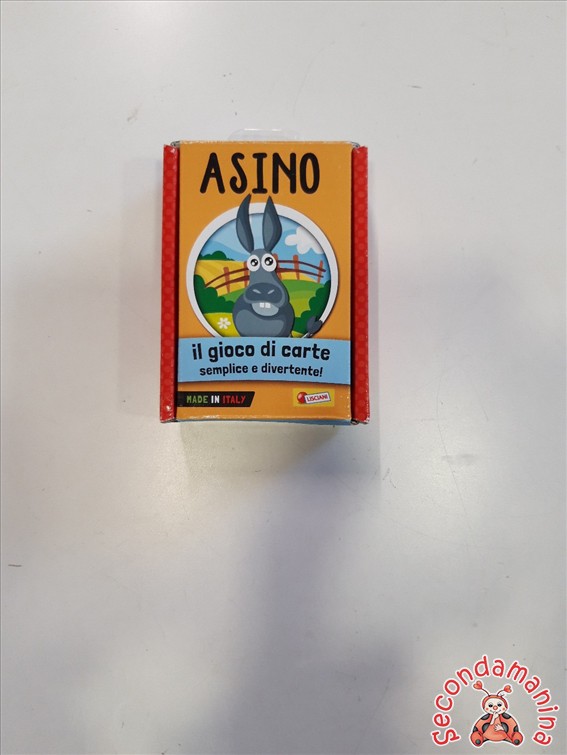 ASINO
il gioco di carte
semplice e divertente!
MADE IN ITALY
LISCIANI
Secondamanina